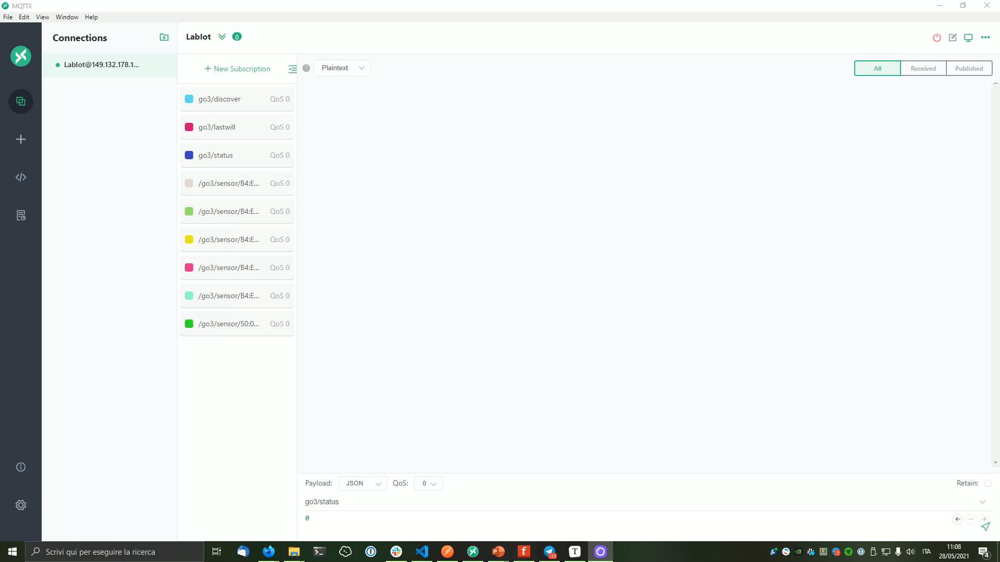 MQTTX
File Edit View Window Help
Connections
LabIot
0
LabIot@149.132.178.1...
New Subscription
Plaintext
All Received Published
go3/discover QoS 0
go3/lastwill QoS 0
go3/status QoS 0
/go3/sensor/B4:E... QoS 0
/go3/sensor/B4:E... QoS 0
/go3/sensor/B4:E... QoS 0
/go3/sensor/B4:E... QoS 0
/go3/sensor/B4:E... QoS 0
/go3/sensor/50:0... QoS 0
Payload: JSON QoS: 0 Retain:
go3/status
0
Scrivi qui per eseguire la ricerca
57
ITA
11:08
28/05/2021
4